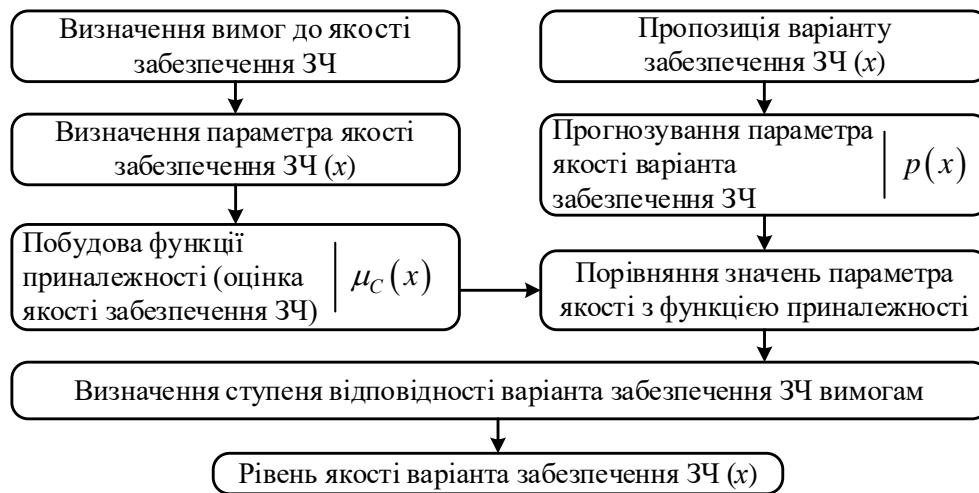 Визначення вимог до якості
забезпечення ЗЧ
Визначення параметра якості
забезпечення ЗЧ (x)
Побудова функції
приналежності (оцінка
якості забезпечення ЗЧ)
μ_C(x)
Пропозиція варіанту
забезпечення ЗЧ (x)
Прогнозування параметра
якості варіанта
забезпечення ЗЧ
p(x)
Порівняння значень параметра
якості з функцією приналежності
Визначення ступеня відповідності варіанта забезпечення ЗЧ вимогам
Рівень якості варіанта забезпечення ЗЧ (x)